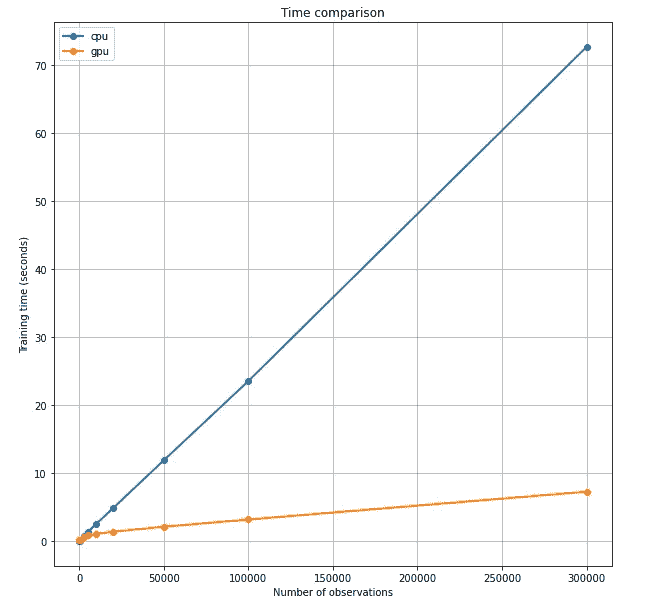 Time comparison
cpu
gpu
70
60
50
40
30
20
10
0
Training time (seconds)
0 50000 100000 150000 200000 250000 300000
Number of observations